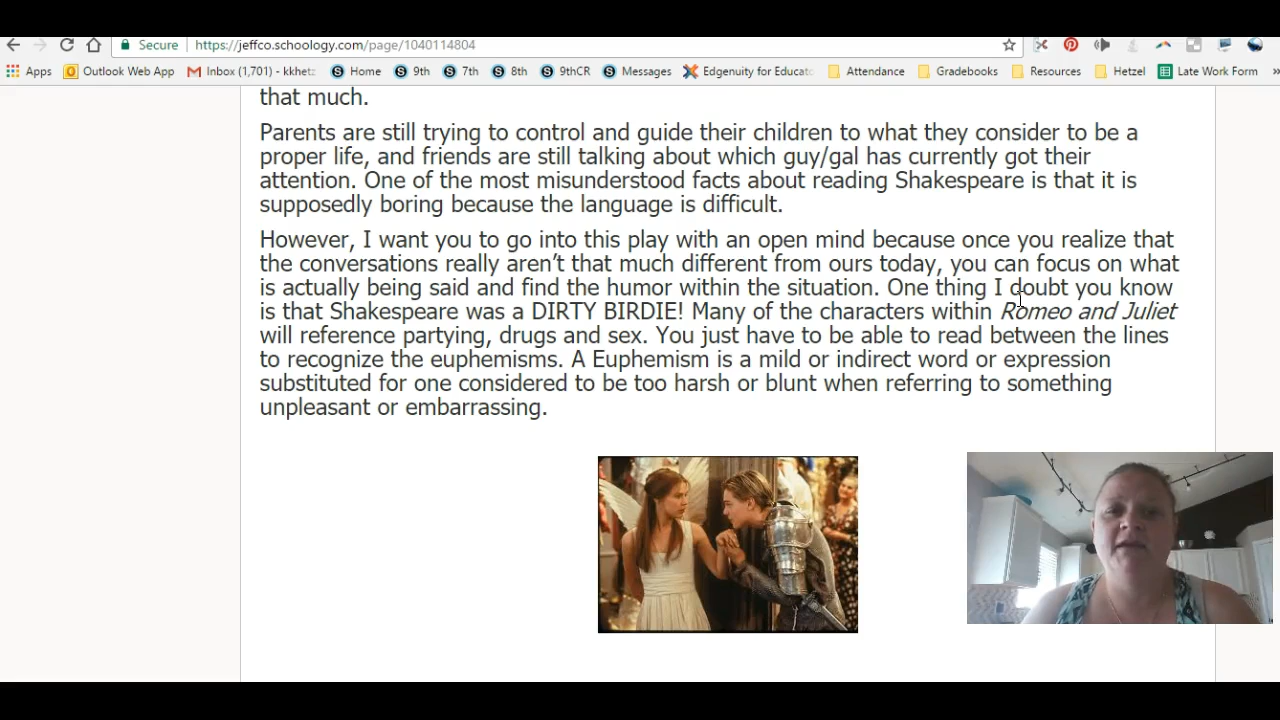 Secure
https://jeffco.schoology.com/page/1040114804
Apps
Outlook Web App
Inbox (1,701) - kkhetz
Home
9th
7th
8th
9thCR
Messages
Edgenuity for Educato
Attendance
Gradebooks
Resources
Hetzel
Late Work Form
»
that much.
Parents are still trying to control and guide their children to what they consider to be a
proper life, and friends are still talking about which guy/gal has currently got their
attention. One of the most misunderstood facts about reading Shakespeare is that it is
supposedly boring because the language is difficult.
However, I want you to go into this play with an open mind because once you realize that
the conversations really aren’t that much different from ours today, you can focus on what
is actually being said and find the humor within the situation. One thing I doubt you know
is that Shakespeare was a DIRTY BIRDIE! Many of the characters within Romeo and Juliet
will reference partying, drugs and sex. You just have to be able to read between the lines
to recognize the euphemisms. A Euphemism is a mild or indirect word or expression
substituted for one considered to be too harsh or blunt when referring to something
unpleasant or embarrassing.